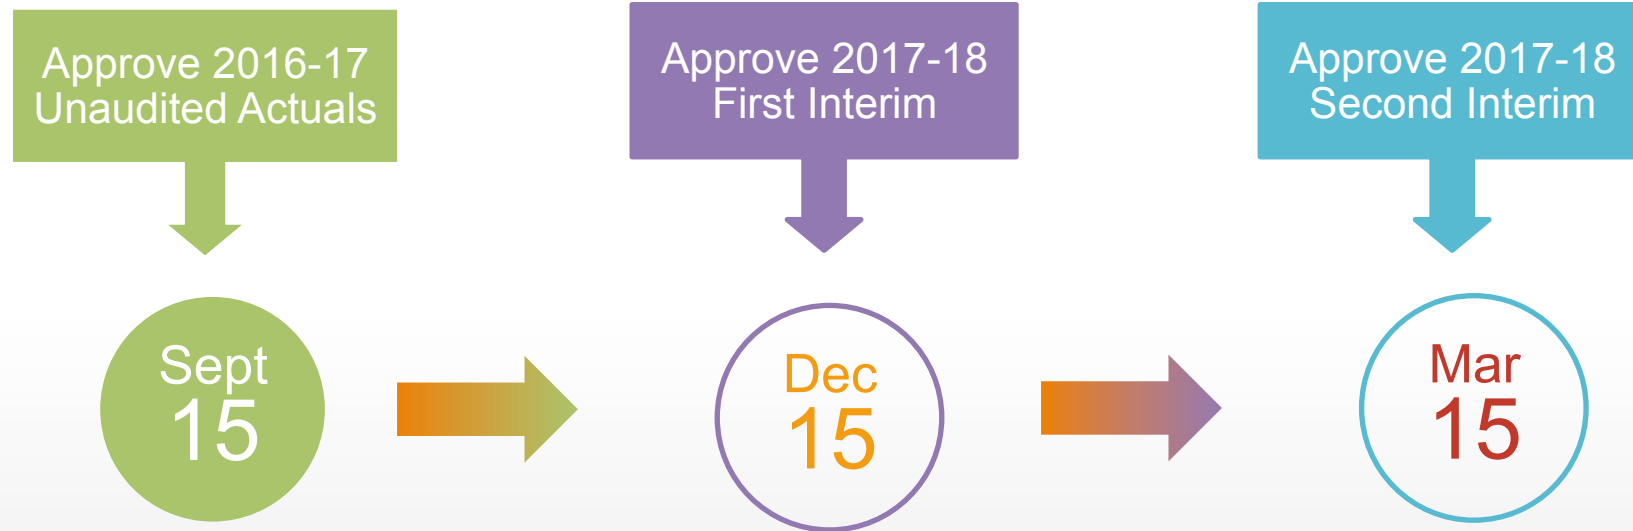 Approve 2016-17
Unaudited Actuals
Approve 2017-18
First Interim
Approve 2017-18
Second Interim
Sept
15
Dec
15
Mar
15